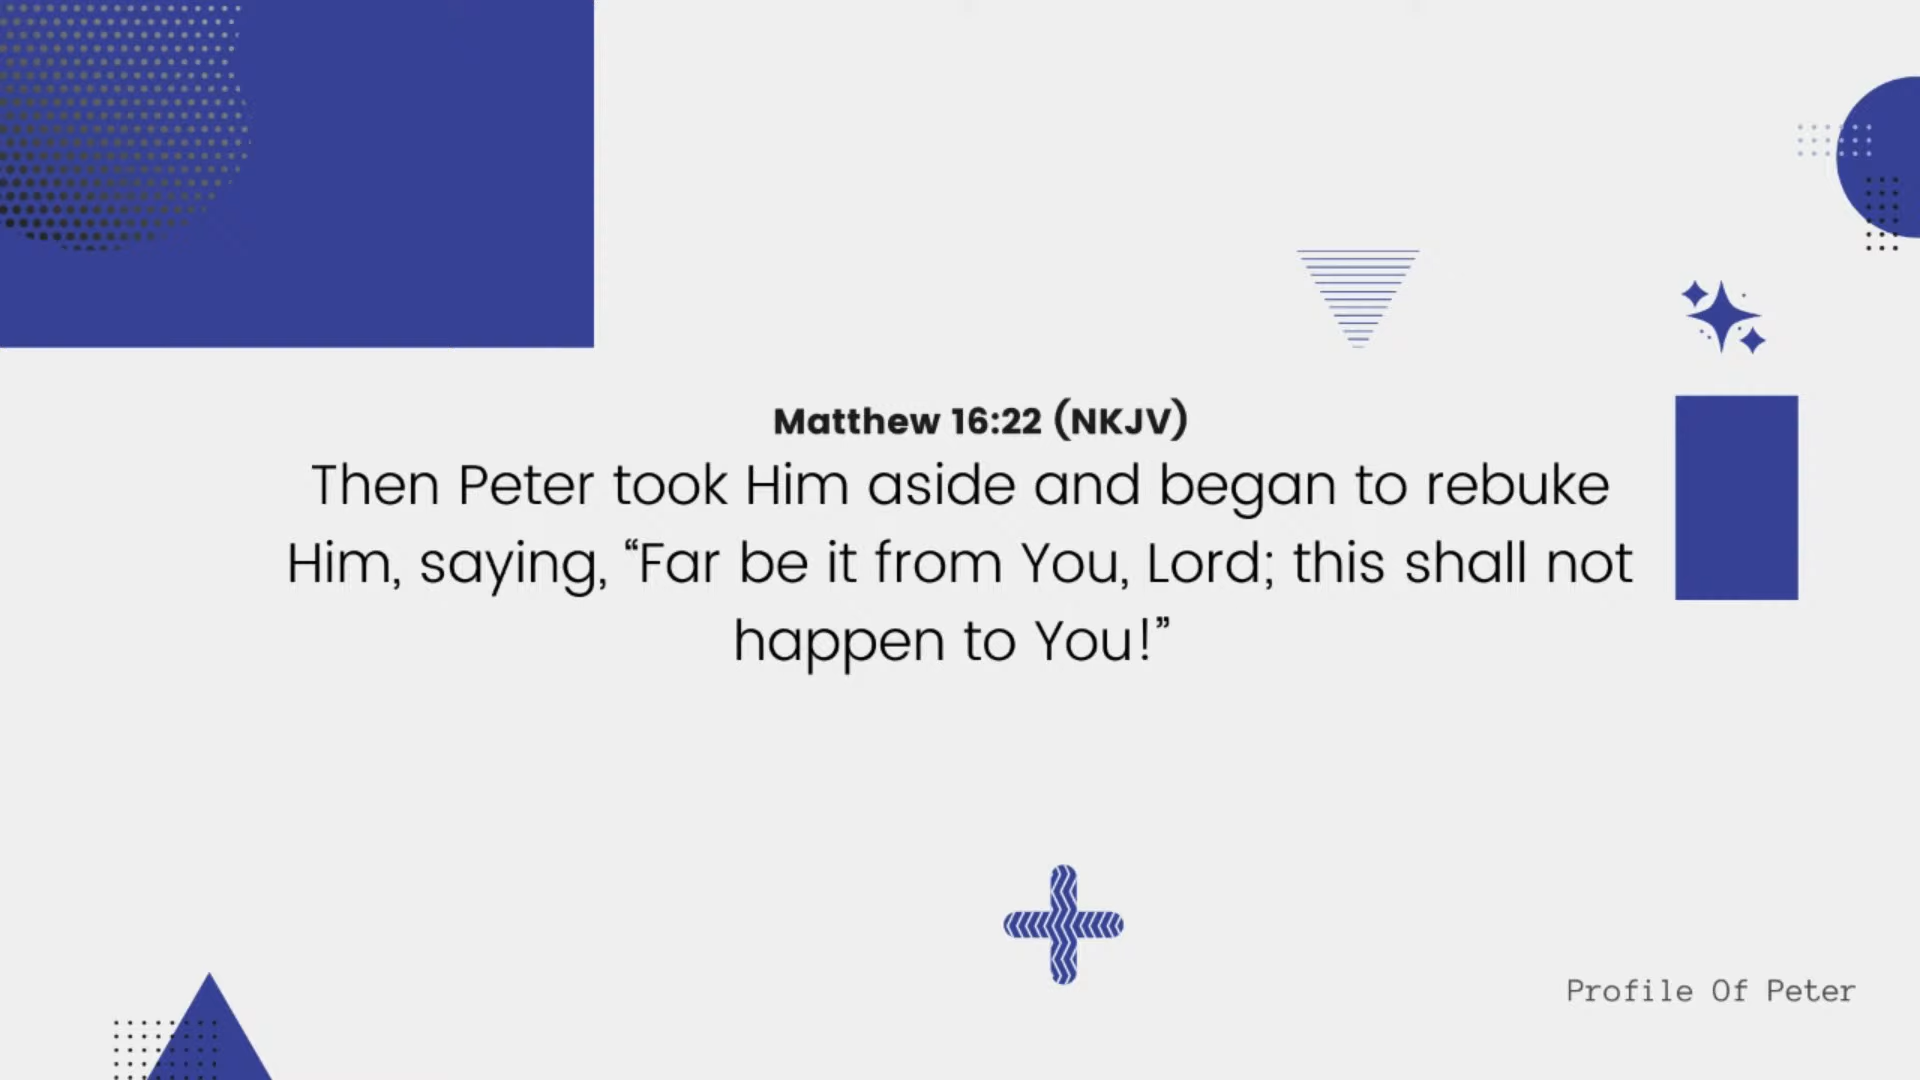 Matthew 16:22 (NKJV)
Then Peter took Him aside and began to rebuke
Him, saying, “Far be it from You, Lord; this shall not
happen to You!”
Profile Of Peter